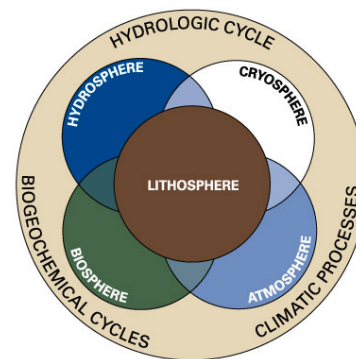 HYDROLOGIC CYCLE
HYDROSPHERE
CRYOSPHERE
LITHOSPHERE
BIOSPHERE
ATMOSPHERE
BIOGEOCHEMICAL CYCLES
CLIMATIC PROCESSES